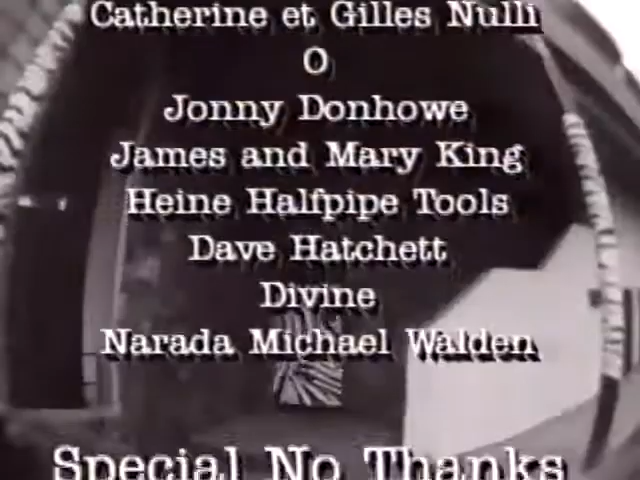 Catherine et Gilles Nulli
O
Jonny Donhowe
James and Mary King
Heine Halfpipe Tools
Dave Hatchett
Divine
Narada Michael Walden
Special No Thanks